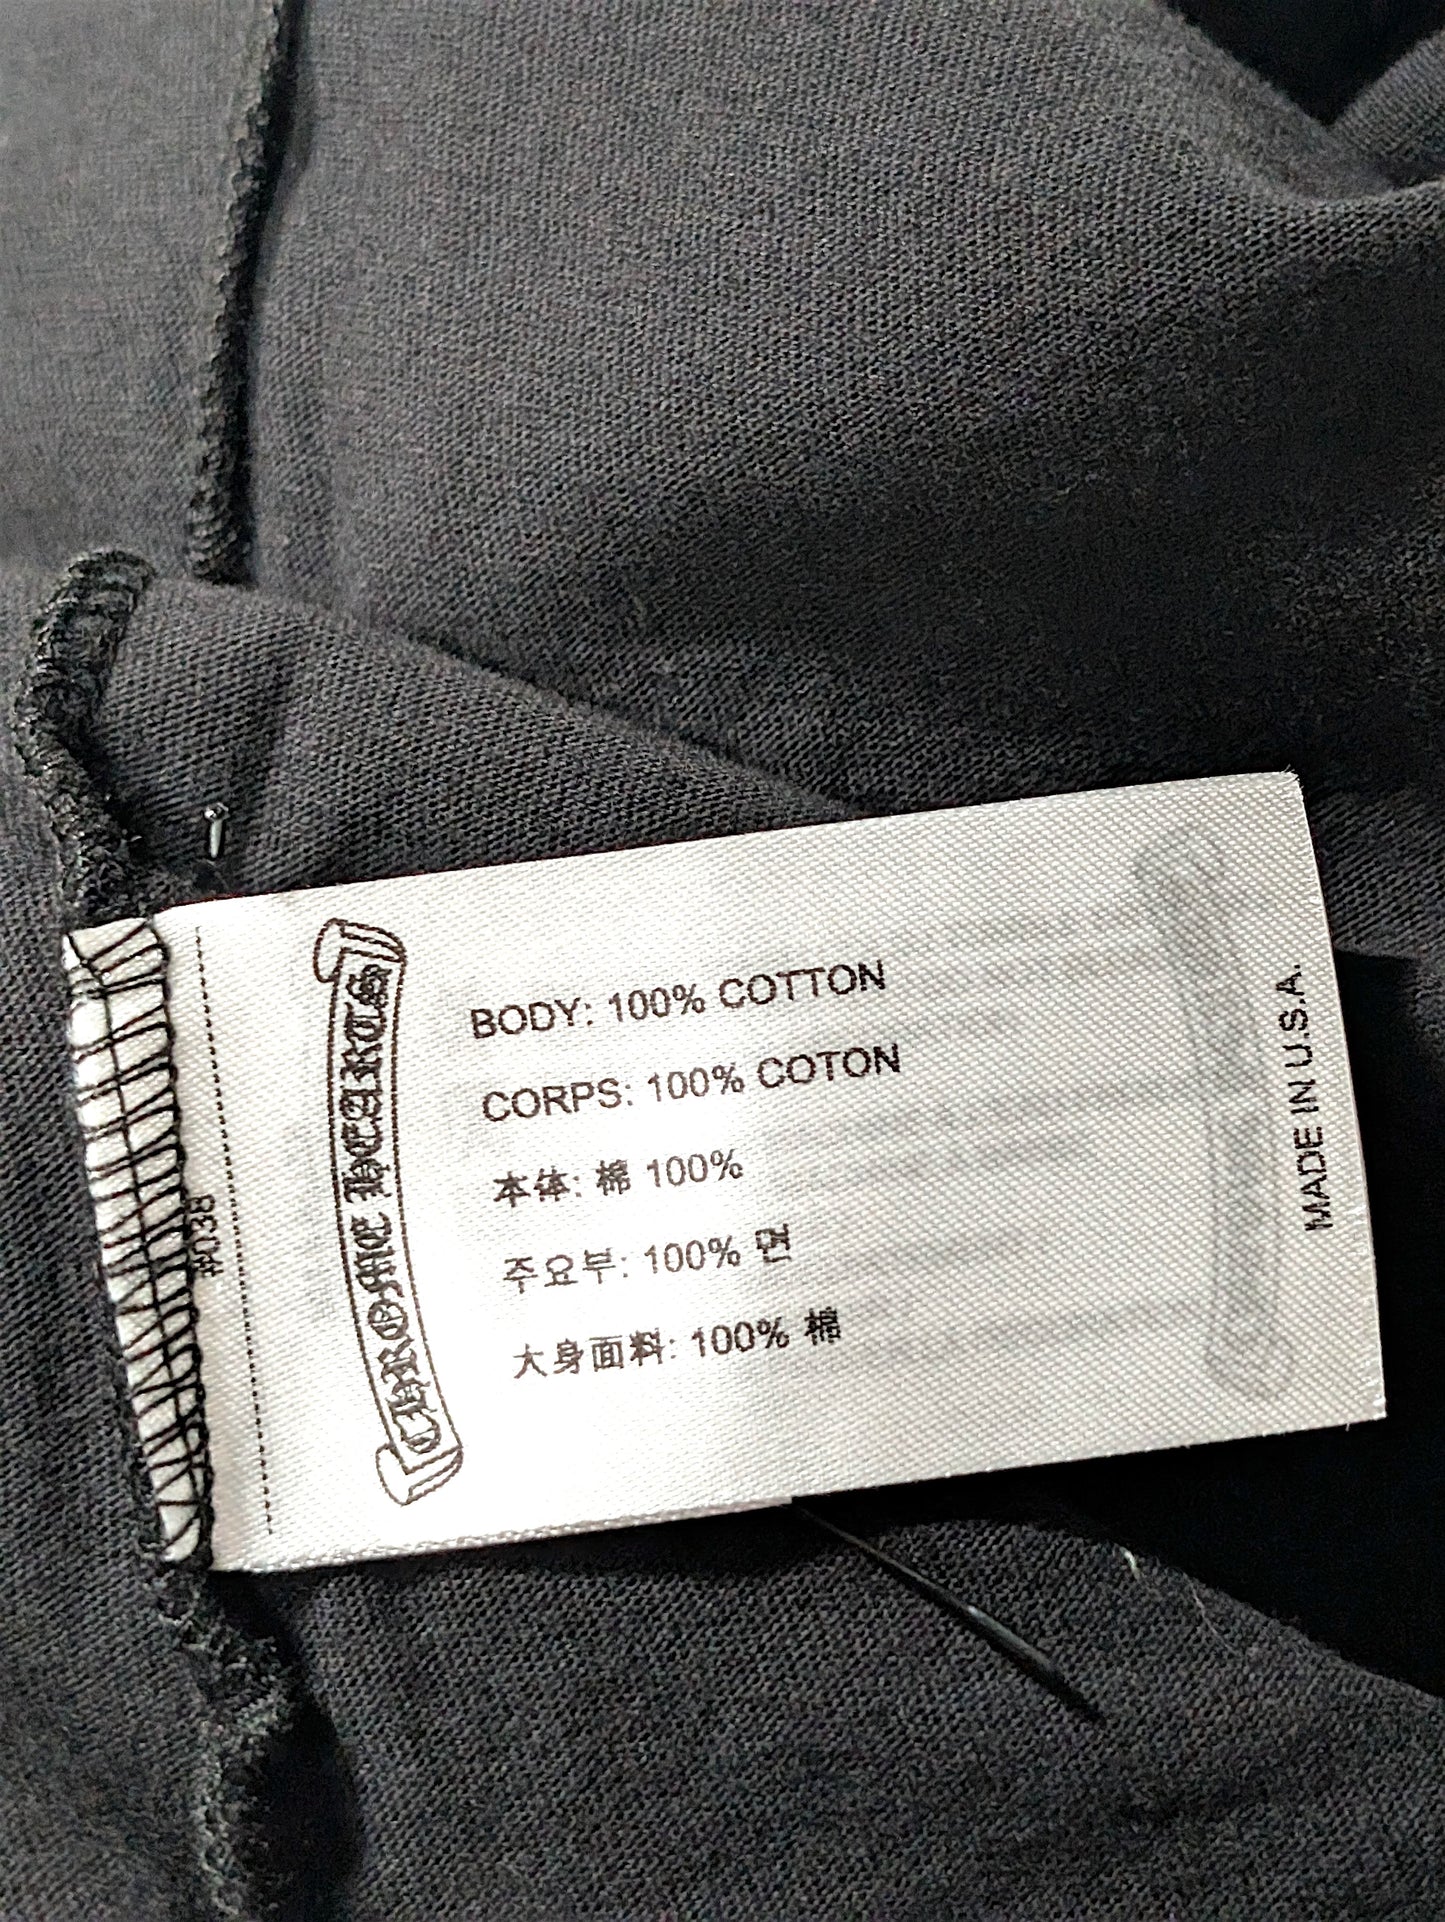 CHROME HEARTS
BODY: 100% COTTON
CORPS: 100% COTON
本体: 棉 100%
주요부: 100% 면
大身面料: 100% 棉
MADE IN U.S.A.
#038